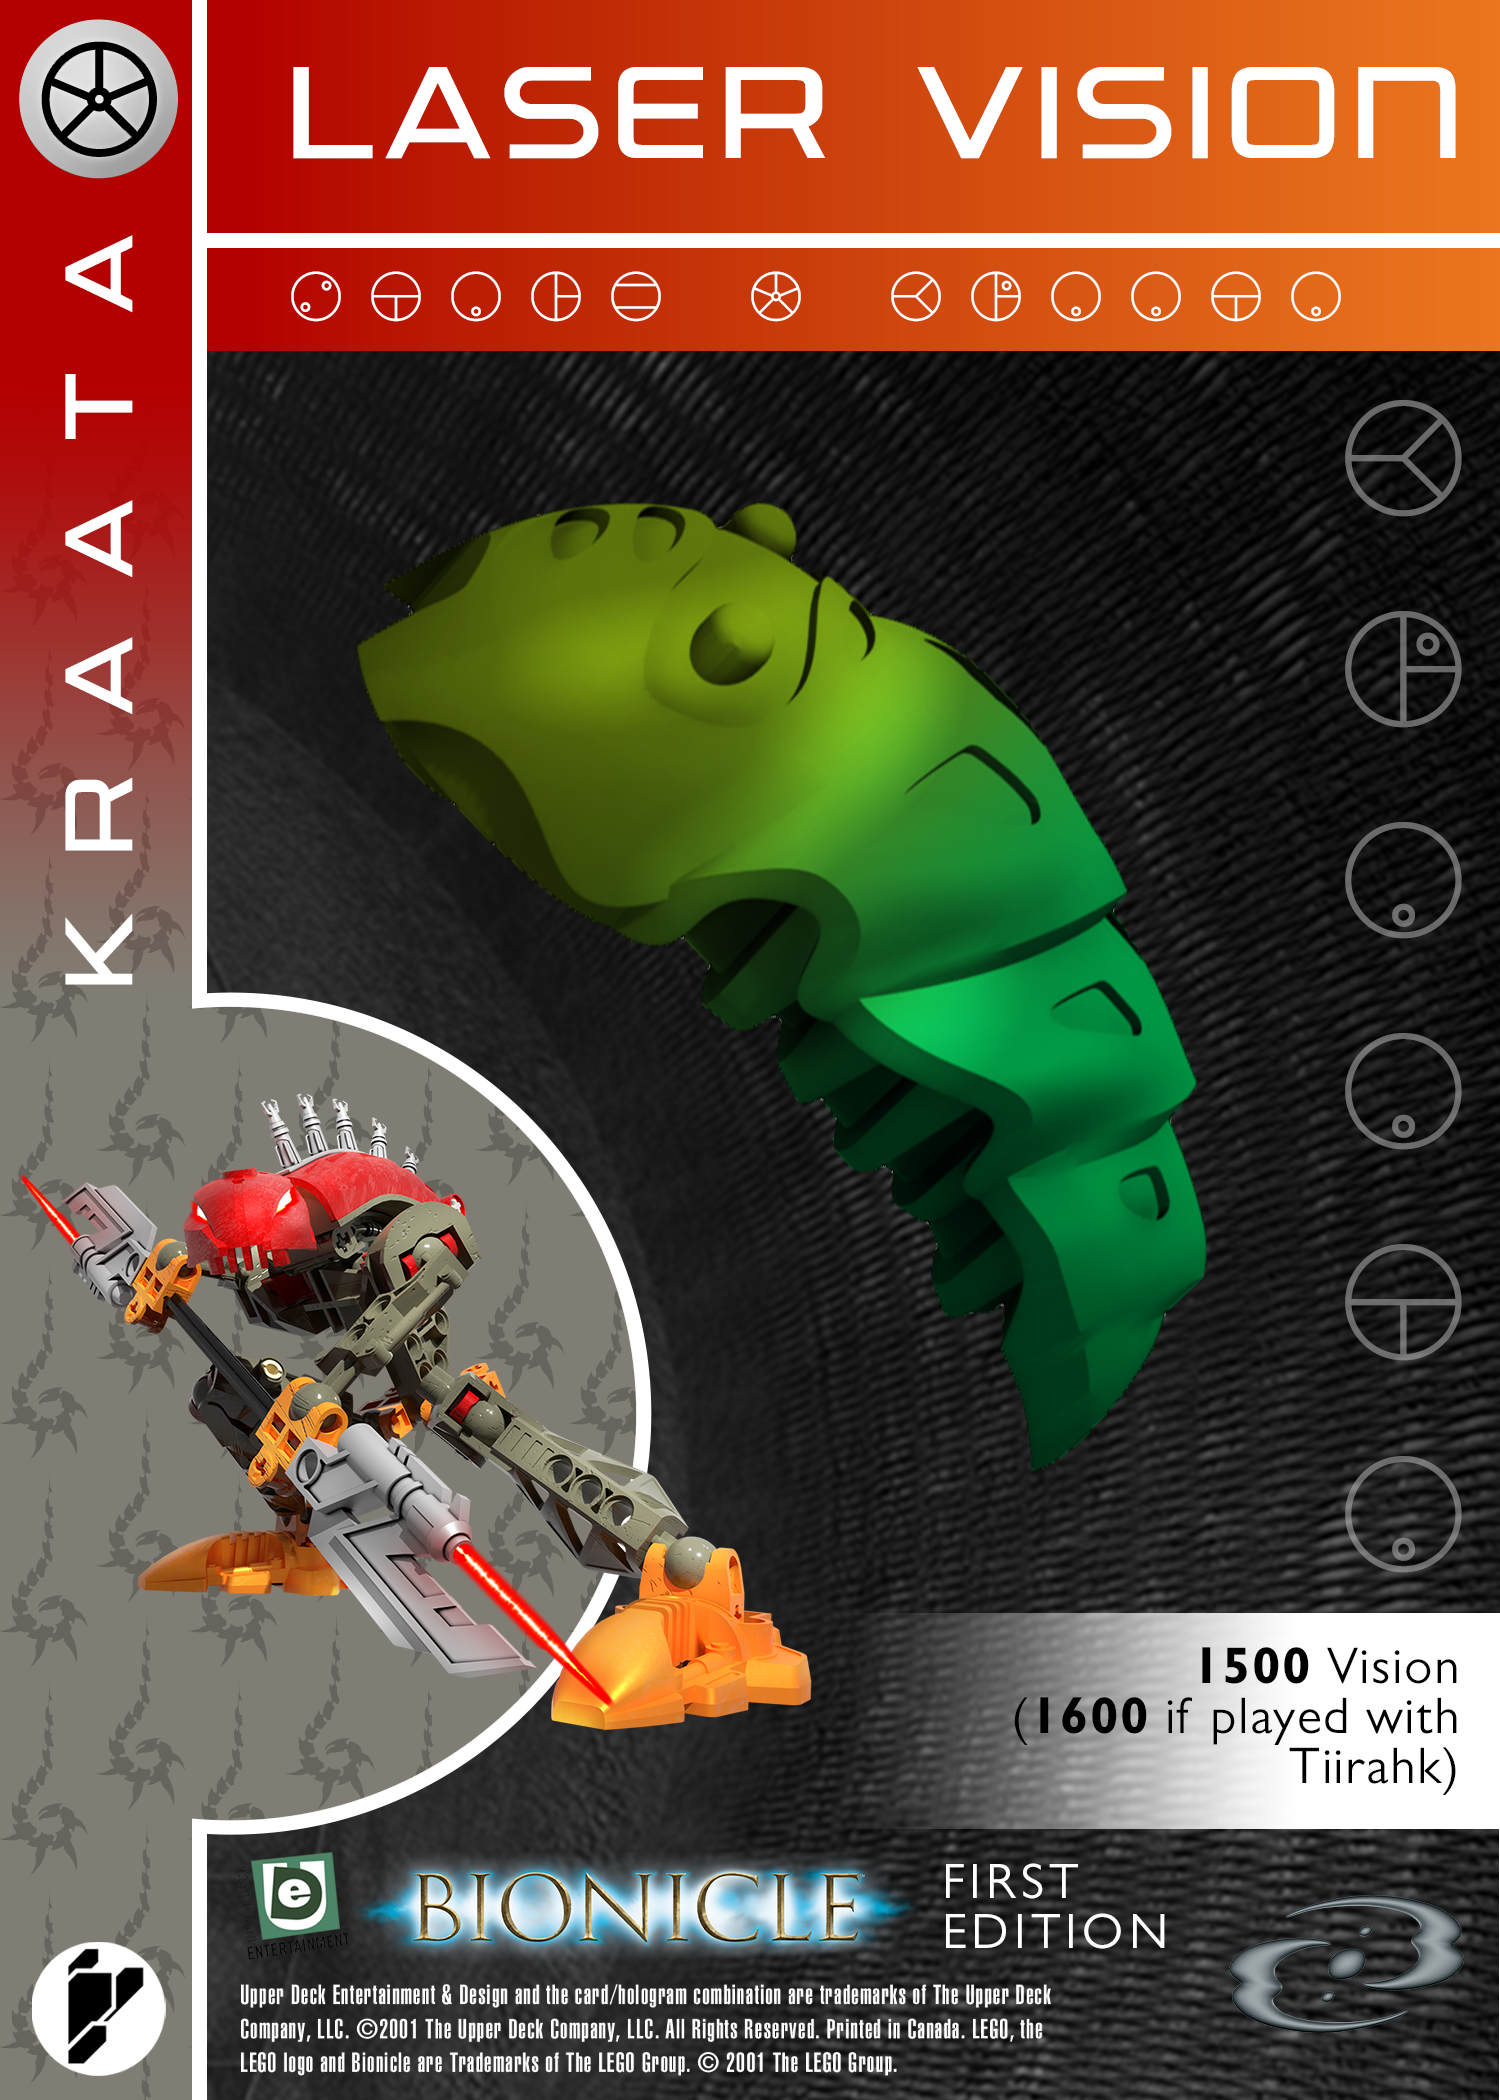 LASER VISION
KRAATA
1500 Vision
(1600 if played with
Tiirahk)
e
ENTERTAINMENT
BIONICLE
FIRST
EDITION
Upper Deck Entertainment & Design and the card/hologram combination are trademarks of The Upper Deck
Company, LLC. ©2001 The Upper Deck Company, LLC. All Rights Reserved. Printed in Canada. LEGO, the
LEGO logo and Bionicle are Trademarks of The LEGO Group. © 2001 The LEGO Group.